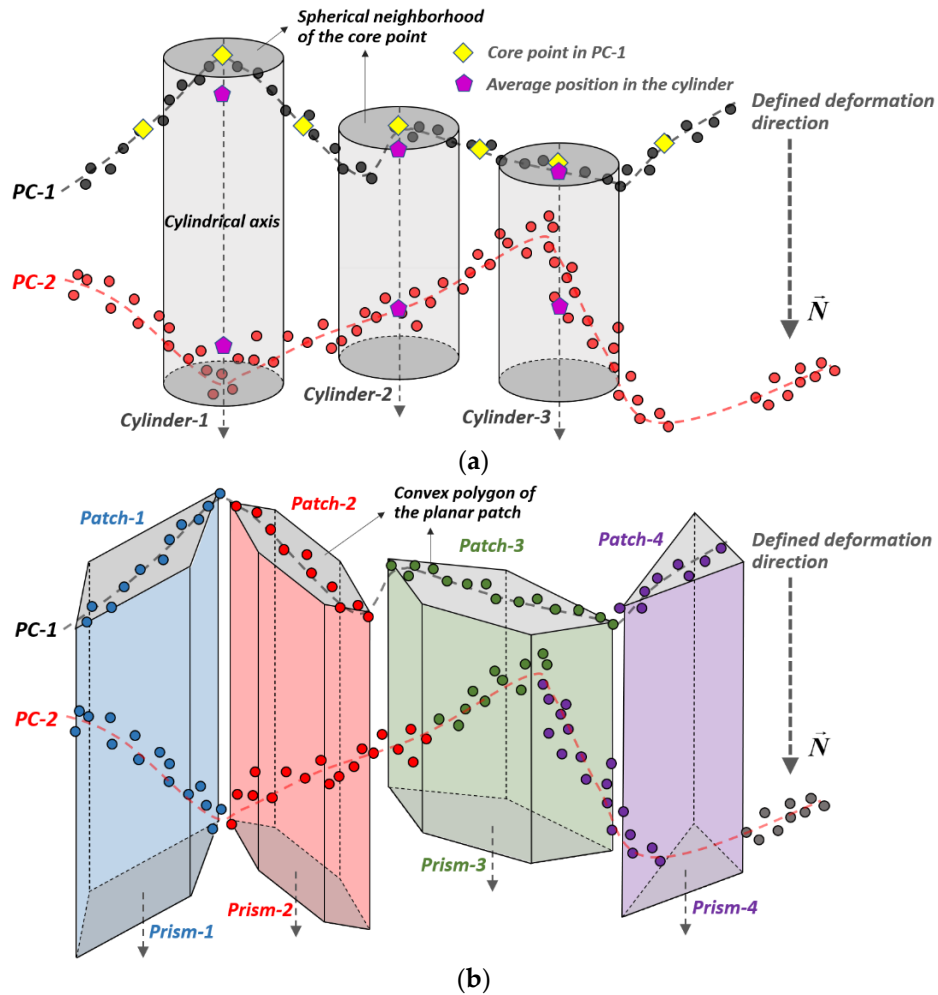 Spherical neighborhood
of the core point
Core point in PC-1
Average position in the cylinder
Defined deformation
direction
PC-1
Cylindrical axis
PC-2
N
Cylinder-1
Cylinder-2
Cylinder-3
(a)
Patch-1
Patch-2
Convex polygon of
the planar patch
Patch-3
Patch-4
Defined deformation
direction
PC-1
PC-2
N
Prism-1
Prism-2
Prism-3
Prism-4
(b)